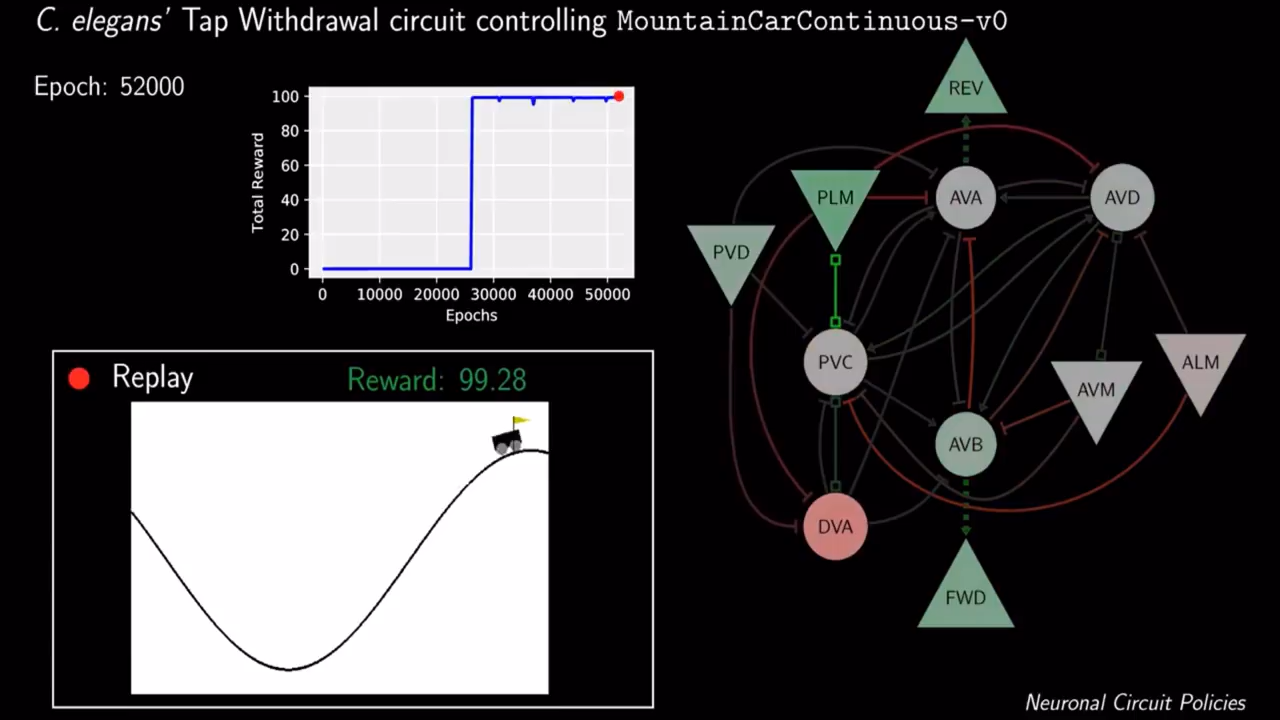 C. elegans' Tap Withdrawal circuit controlling MountainCarContinuous-v0
Epoch: 52000
100
80
60
40
20
0
Total Reward
0 10000 20000 30000 40000 50000
Epochs
Replay
Reward: 99.28
REV
PLM
AVA
AVD
PVD
PVC
AVM
ALM
AVB
DVA
FWD
Neuronal Circuit Policies